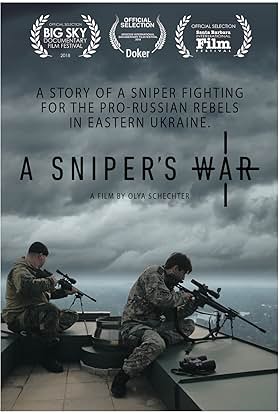 OFFICIAL SELECTION
BIG SKY
DOCUMENTARY
FILM FESTIVAL
2018
OFFICIAL
SELECTION
Doker
OFFICIAL SELECTION
Santa Barbara
INTERNATIONAL
Film
FESTIVAL
A STORY OF A SNIPER FIGHTING
FOR THE PRO-RUSSIAN REBELS
IN EASTERN UKRAINE.
A SNIPER'S WAR
A FILM BY OLYA SCHECHTER